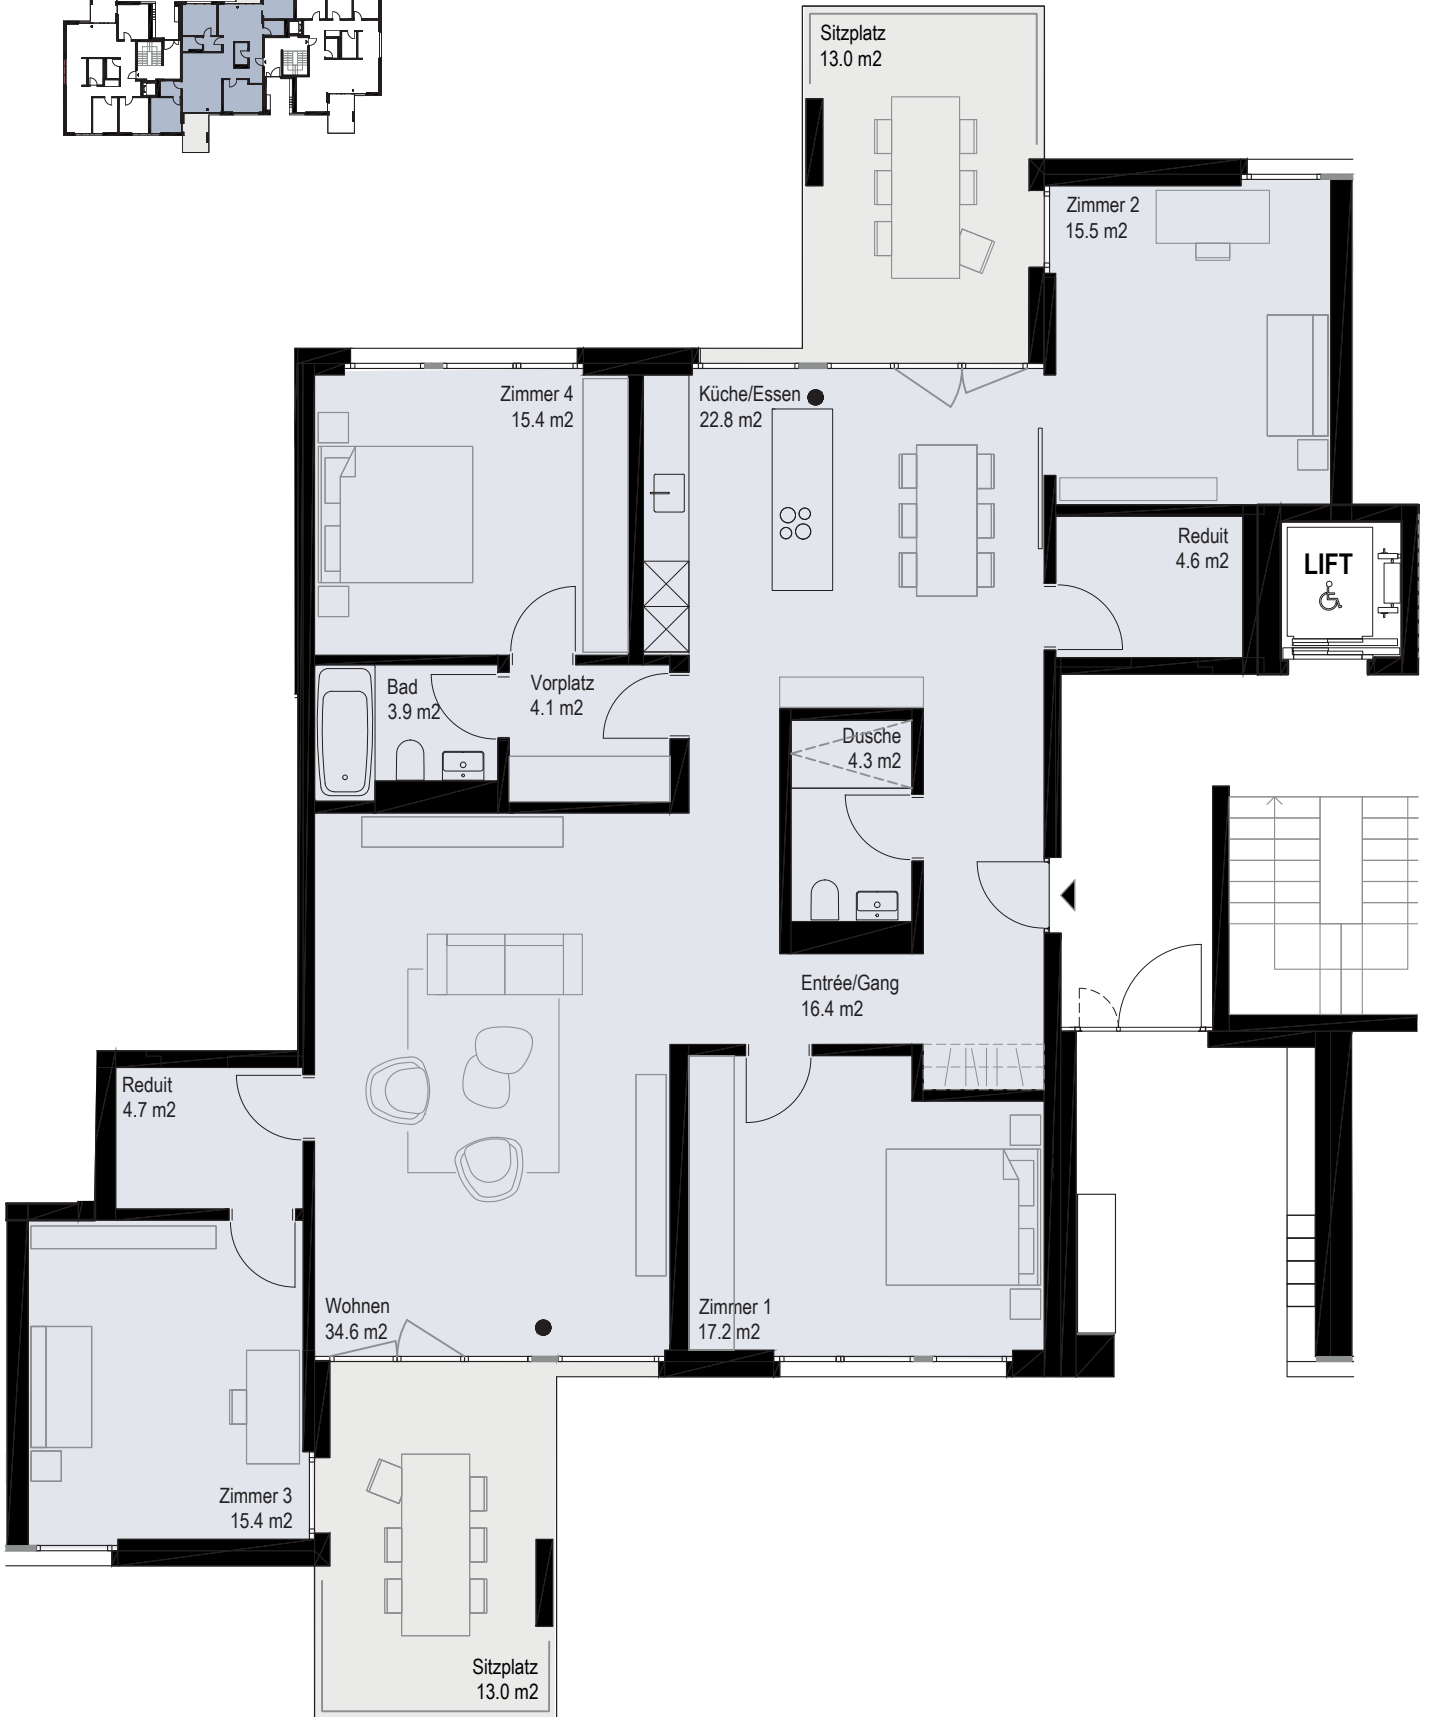 Sitzplatz
13.0 m2
Zimmer 2
15.5 m2
Zimmer 4
15.4 m2
Küche/Essen
22.8 m2
Reduit
4.6 m2
LIFT
Bad
3.9 m2
Vorplatz
4.1 m2
Dusche
4.3 m2
Entrée/Gang
16.4 m2
Reduit
4.7 m2
Wohnen
34.6 m2
Zimmer 1
17.2 m2
Zimmer 3
15.4 m2
Sitzplatz
13.0 m2